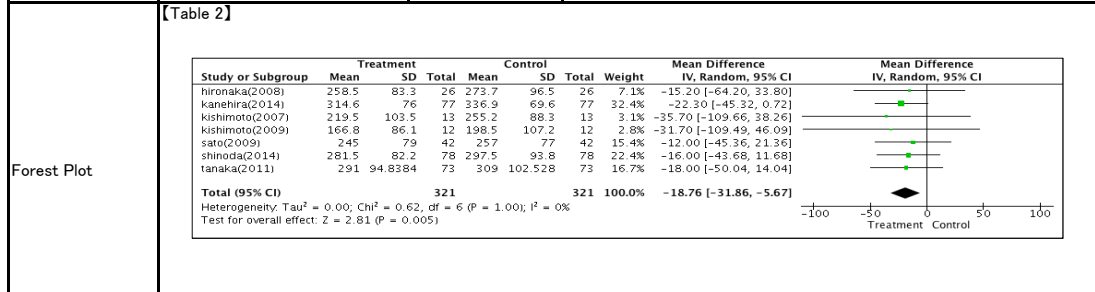 【Table 2】
Forest Plot
Treatment Control Mean Difference Mean Difference
Study or Subgroup Mean SD Total Mean SD Total Weight IV, Random, 95% CI IV, Random, 95% CI
hironaka(2008) 258.5 83.3 26 273.7 96.5 26 7.1% -15.20 [-64.20, 33.80]
kanehira(2014) 314.6 76 77 336.9 69.6 77 32.4% -22.30 [-45.32, 0.72]
kishimoto(2007) 219.5 103.5 13 255.2 88.3 13 3.1% -35.70 [-109.66, 38.26]
kishimoto(2009) 166.8 86.1 12 198.5 107.2 12 2.8% -31.70 [-109.49, 46.09]
sato(2009) 245 79 42 257 77 42 15.4% -12.00 [-45.36, 21.36]
shinoda(2014) 281.5 82.2 78 297.5 93.8 78 22.4% -16.00 [-43.68, 11.68]
tanaka(2011) 291 94.8384 73 309 102.528 73 16.7% -18.00 [-50.04, 14.04]
Total (95% CI) 321 321 100.0% -18.76 [-31.86, -5.67]
Heterogeneity: Tau² = 0.00; Chi² = 0.62, df = 6 (P = 1.00); I² = 0%
Test for overall effect: Z = 2.81 (P = 0.005)
-100 -50 0 50 100
Treatment Control